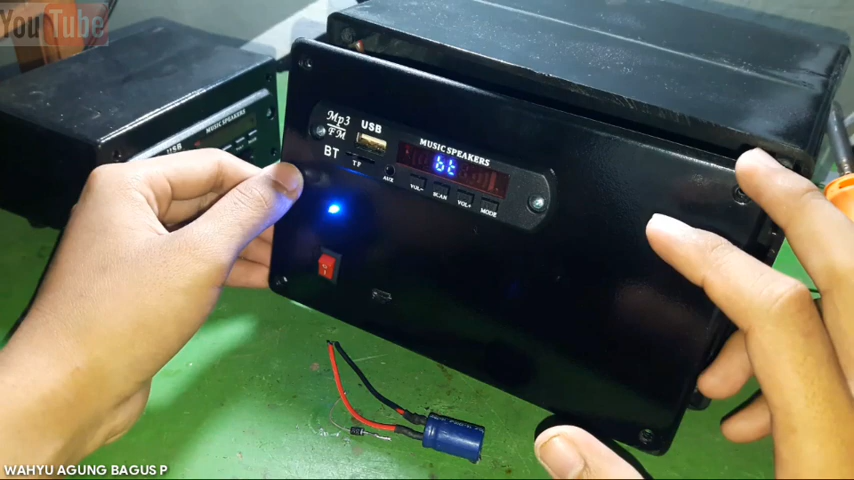 YouTube
MUSIC SPEAKERS
USB
Mp3
FM
USB
BT
TF
AUX
MUSIC SPEAKERS
bt
VOL-
SCAN
VOL+
MODE
WAHYU AGUNG BAGUS P